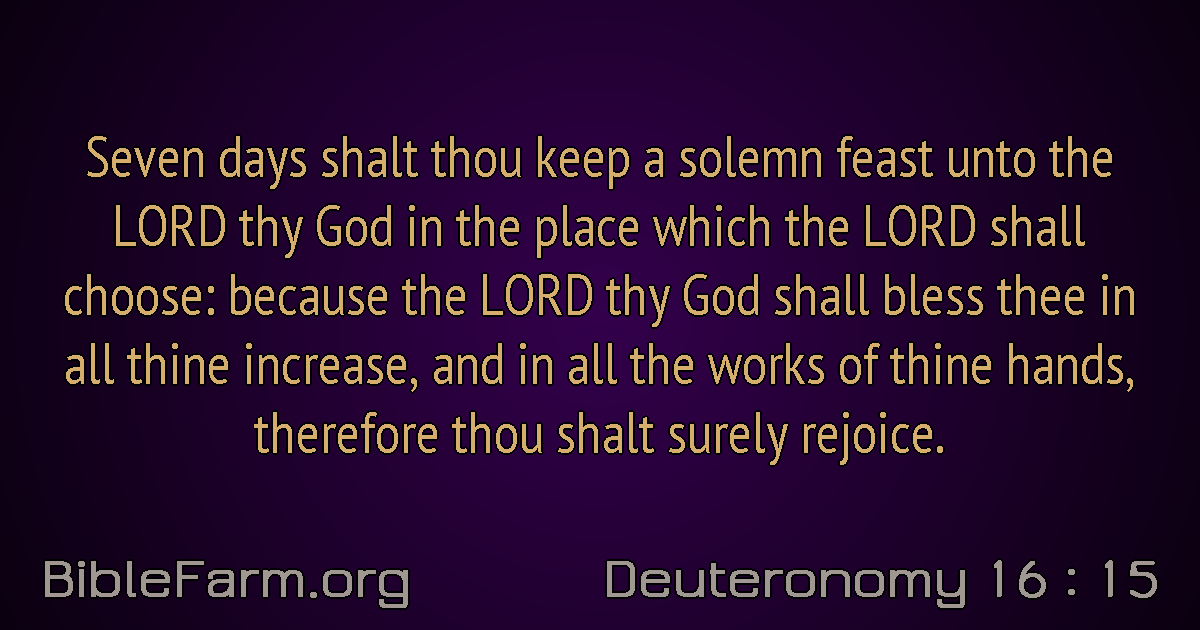 Seven days shalt thou keep a solemn feast unto the
LORD thy God in the place which the LORD shall
choose: because the LORD thy God shall bless thee in
all thine increase, and in all the works of thine hands,
therefore thou shalt surely rejoice.
BibleFarm.org
Deuteronomy 16 : 15